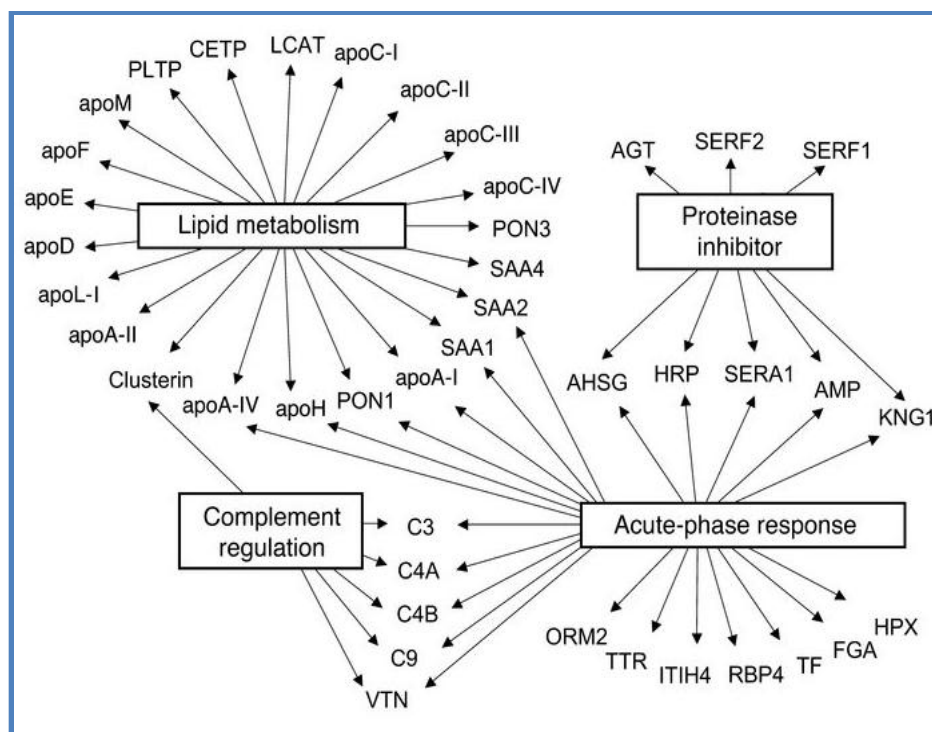 LCAT
CETP
apoC-I
PLTP
apoC-II
apoM
apoC-III
apoF
AGT
SERF2
SERF1
apoE
apoC-IV
Lipid metabolism
PON3
Proteinase
inhibitor
apoD
SAA4
apoL-I
SAA2
apoA-II
SAA1
Clusterin
apoA-IV
apoH
PON1
apoA-I
AHSG
HRP
SERA1
AMP
KNG1
Complement
regulation
C3
Acute-phase response
C4A
C4B
C9
VTN
ORM2
TTR
ITIH4
RBP4
TF
FGA
HPX